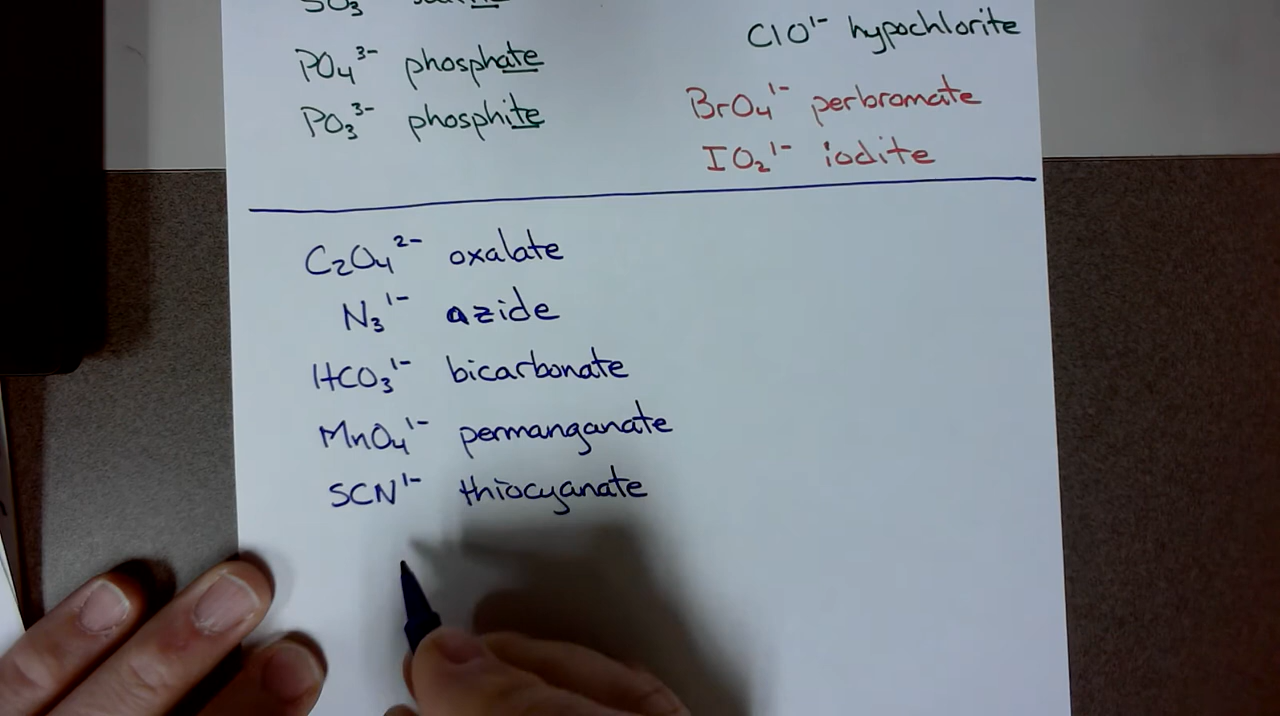 PO₄³⁻ phosphate
PO₃³⁻ phosphite
ClO¹⁻ hypochlorite
BrO₄¹⁻ perbromate
IO₂¹⁻ iodite
C₂O₄²⁻ oxalate
N₃¹⁻ azide
HCO₃¹⁻ bicarbonate
MnO₄¹⁻ permanganate
SCN¹⁻ thiocyanate